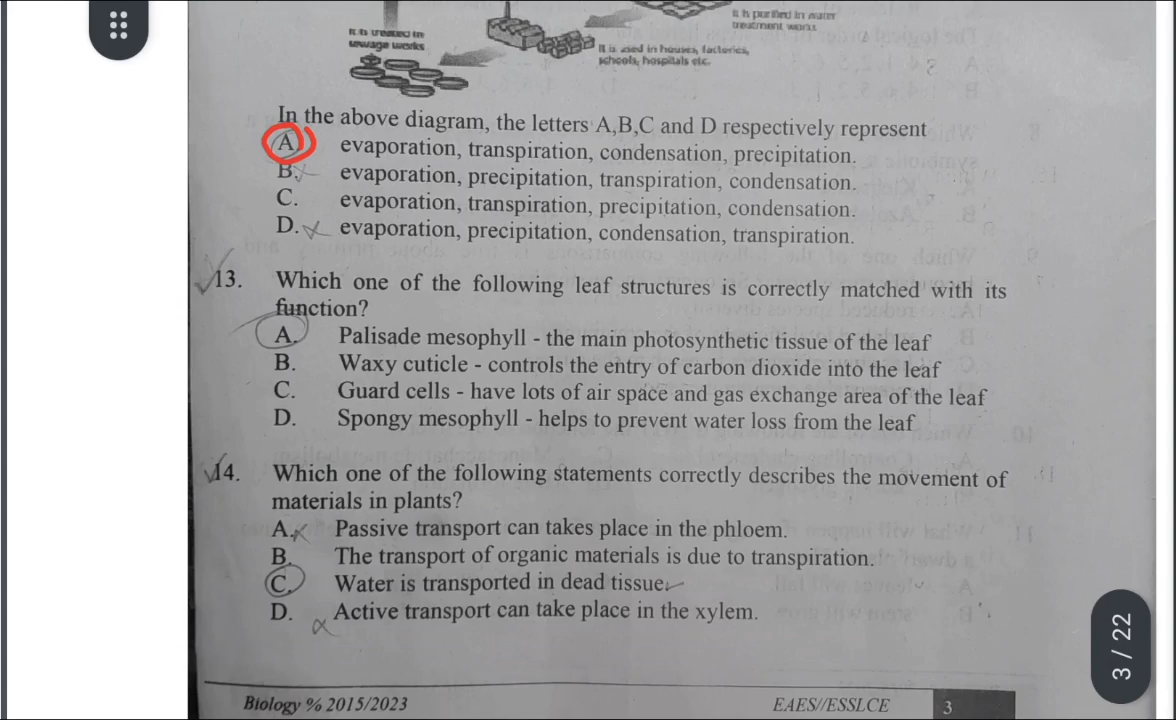 It is purified in water
treatment works
It is treated in
sewage works
It is used in houses, factories,
schools, hospitals etc.
In the above diagram, the letters A,B,C and D respectively represent
A. evaporation, transpiration, condensation, precipitation.
B. evaporation, precipitation, transpiration, condensation.
C. evaporation, transpiration, precipitation, condensation.
D. evaporation, precipitation, condensation, transpiration.
13. Which one of the following leaf structures is correctly matched with its
function?
A. Palisade mesophyll - the main photosynthetic tissue of the leaf
B. Waxy cuticle - controls the entry of carbon dioxide into the leaf
C. Guard cells - have lots of air space and gas exchange area of the leaf
D. Spongy mesophyll - helps to prevent water loss from the leaf
14. Which one of the following statements correctly describes the movement of
materials in plants?
A. Passive transport can takes place in the phloem.
B. The transport of organic materials is due to transpiration.
C. Water is transported in dead tissue.
D. Active transport can take place in the xylem.
3 / 22
Biology % 2015/2023 EAES//ESSLCE 3